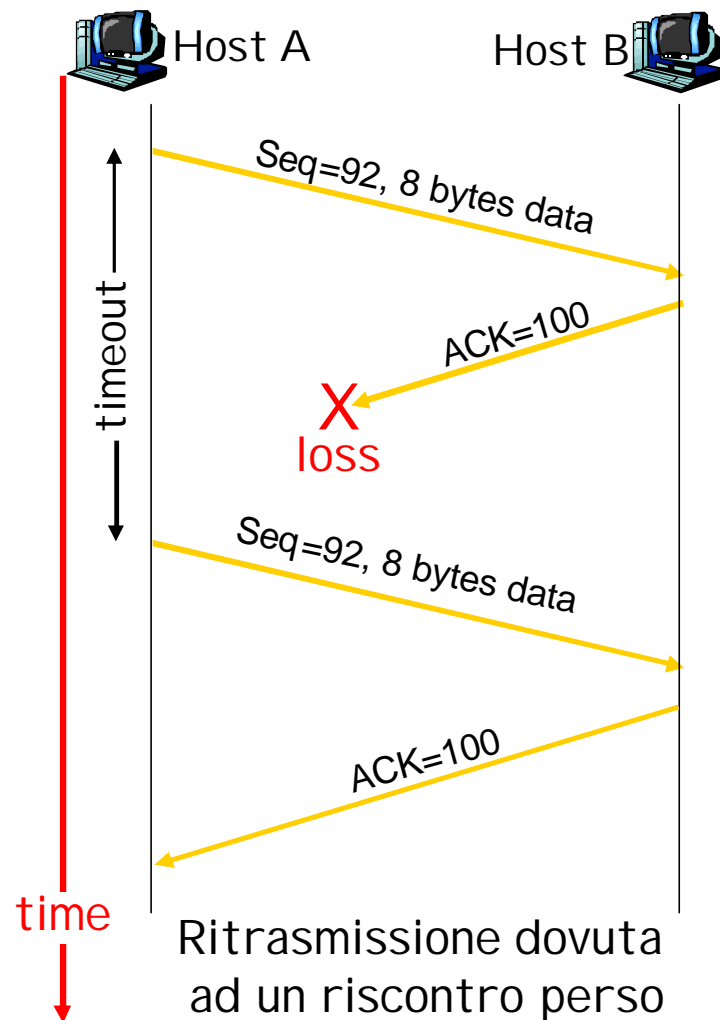 Host A
Host B
Seq=92, 8 bytes data
timeout
ACK=100
X
loss
Seq=92, 8 bytes data
ACK=100
time
Ritrasmissione dovuta
ad un riscontro perso